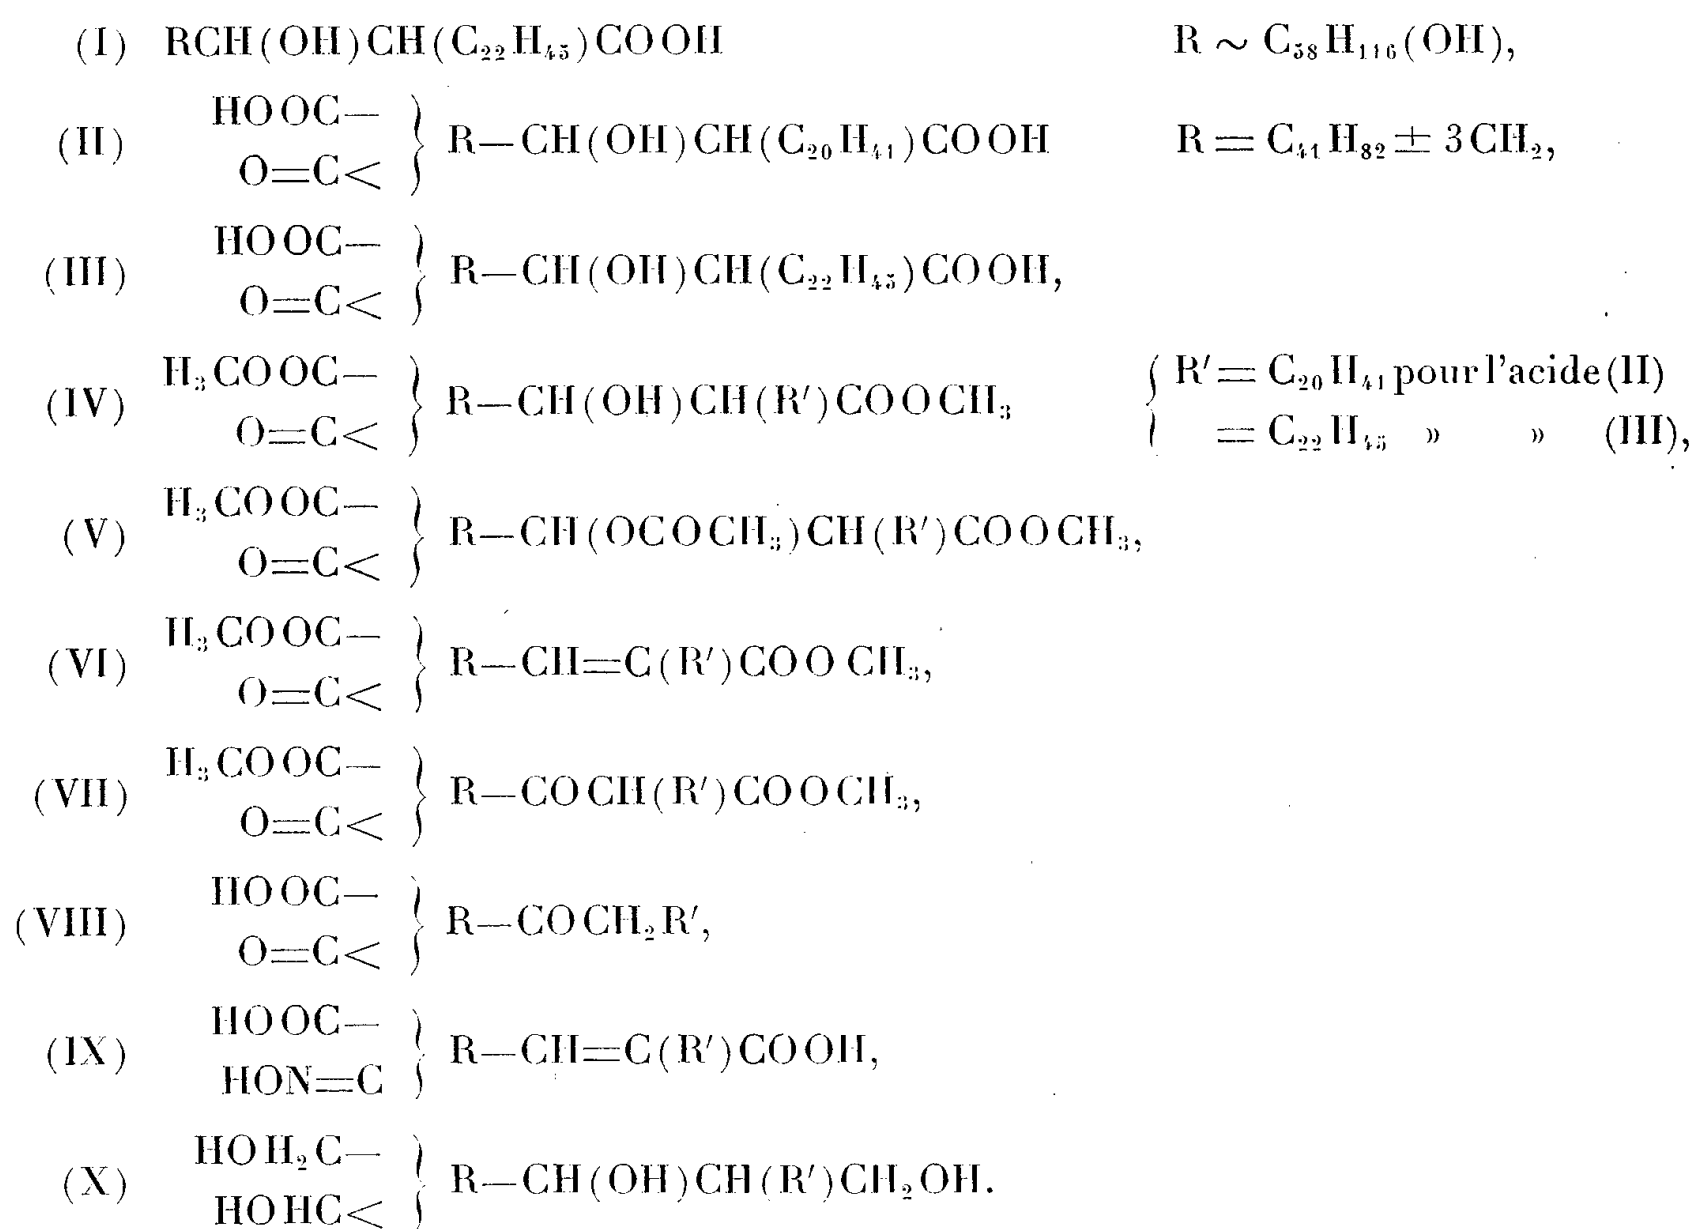 (I) RCH(OH)CH(C₂₂H₄₅)COOH R ∼ C₅₈H₁₁₆(OH),
HOOC—
(II) } R—CH(OH)CH(C₂₀H₄₁)COOH R = C₄₁H₈₂ ± 3CH₂,
O=C<
HOOC—
(III) } R—CH(OH)CH(C₂₂H₄₅)COOH,
O=C<
H₃COOC— { R′ = C₂₀H₄₁ pour l'acide (II)
(IV) } R—CH(OH)CH(R′)COOCH₃
O=C< = C₂₂H₄₅ » » (III),
H₃COOC—
(V) } R—CH(OCOCH₃)CH(R′)COOCH₃,
O=C<
H₃COOC—
(VI) } R—CH=C(R′)COOCH₃,
O=C<
H₃COOC—
(VII) } R—COCH(R′)COOCH₃,
O=C<
HOOC—
(VIII) } R—COCH₂R′,
O=C<
HOOC—
(IX) } R—CH=C(R′)COOH,
HON=C
HOH₂C—
(X) } R—CH(OH)CH(R′)CH₂OH.
HOHC<